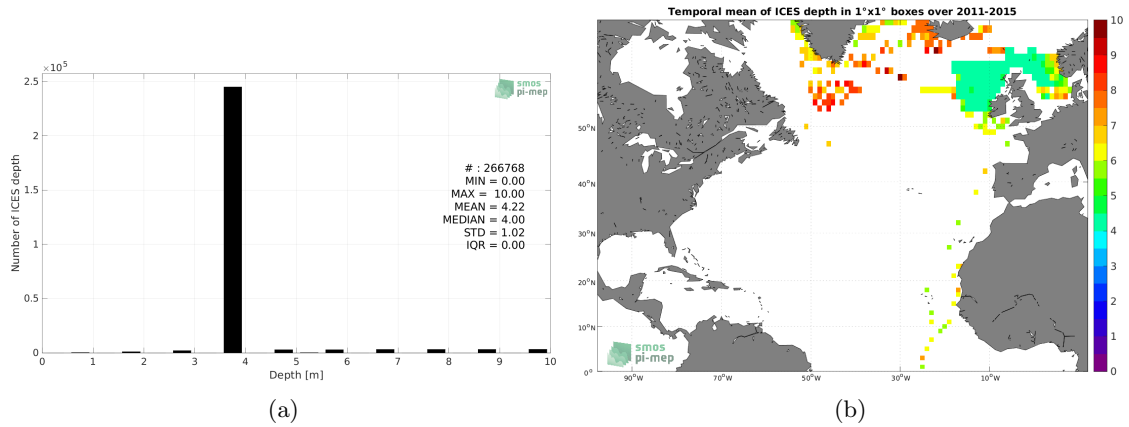 Temporal mean of ICES depth in 1°x1° boxes over 2011-2015
×10⁵
2.5
2
1.5
1
0.5
0
Number of ICES depth
smos
pi-mep
# : 266768
MIN = 0.00
MAX = 10.00
MEAN = 4.22
MEDIAN = 4.00
STD = 1.02
IQR = 0.00
0 1 2 3 4 5 6 7 8 9 10
Depth [m]
50°N
40°N
30°N
20°N
10°N
0°
90°W 70°W 50°W 30°W 10°W
smos
pi-mep
10
9
8
7
6
5
4
3
2
1
0
(a)
(b)